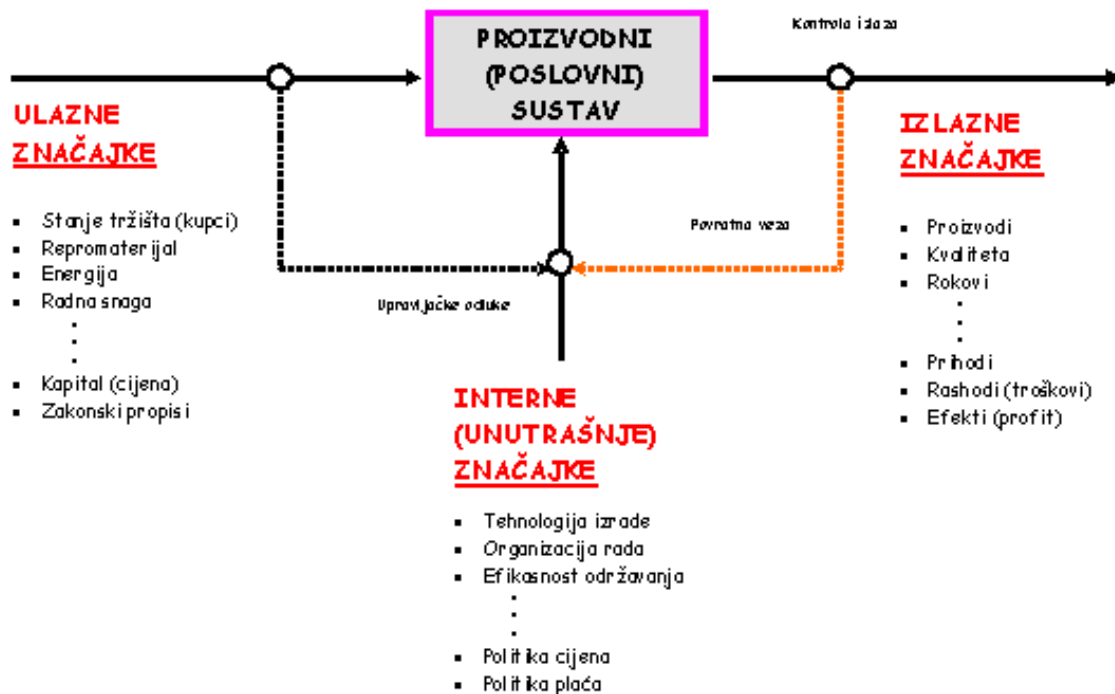 PROIZVODNI
(POSLOVNI)
SUSTAV
Kontrola izlaza
ULAZNE
ZNAČAJKE
▪ Stanje tržišta (kupci)
▪ Repromaterijal
▪ Energija
▪ Radna snaga
▪ Kapital (cijena)
▪ Zakonski propisi
Upravljačke odluke
Povratna veza
IZLAZNE
ZNAČAJKE
▪ Proizvodi
▪ Kvaliteta
▪ Rokovi
▪ Prihodi
▪ Rashodi (troškovi)
▪ Efekti (profit)
INTERNE
(UNUTRAŠNJE)
ZNAČAJKE
▪ Tehnologija izrade
▪ Organizacija rada
▪ Efikasnost održavanja
▪ Politika cijena
▪ Politika plaća